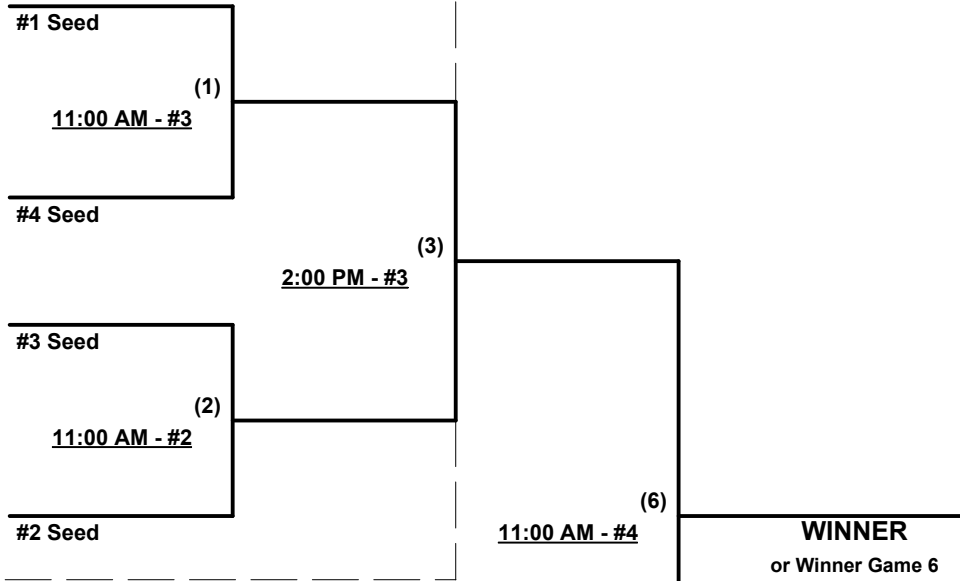 #1 Seed
(1)
11:00 AM - #3
#4 Seed
(3)
2:00 PM - #3
#3 Seed
(2)
11:00 AM - #2
#2 Seed
(6)
11:00 AM - #4
WINNER
or Winner Game 6